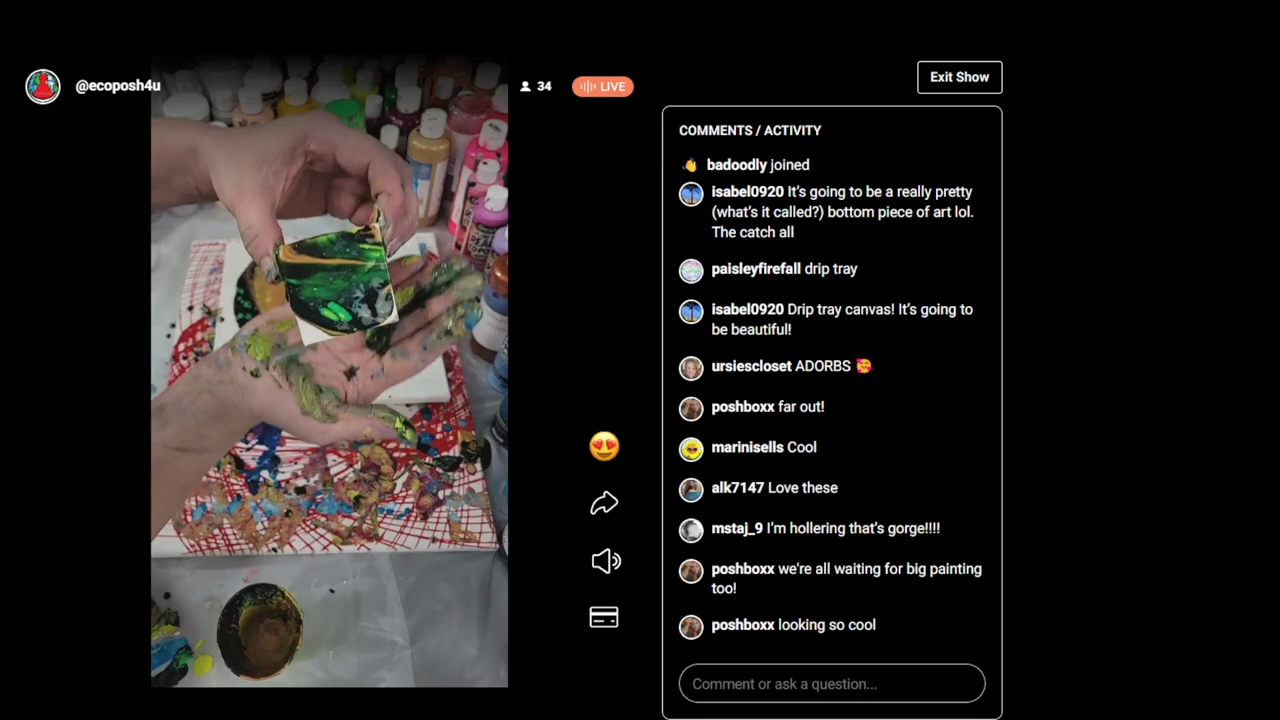 @ecoposh4u
34
LIVE
Exit Show
COMMENTS / ACTIVITY
👋 badoodly joined
isabel0920 It's going to be a really pretty
(what's it called?) bottom piece of art lol.
The catch all
paisleyfirefall drip tray
isabel0920 Drip tray canvas! It's going to
be beautiful!
ursiescloset ADORBS 🥰
poshboxx far out!
marinisells Cool
alk7147 Love these
mstaj_9 I'm hollering that's gorge!!!!
poshboxx we're all waiting for big painting
too!
poshboxx looking so cool
Comment or ask a question...